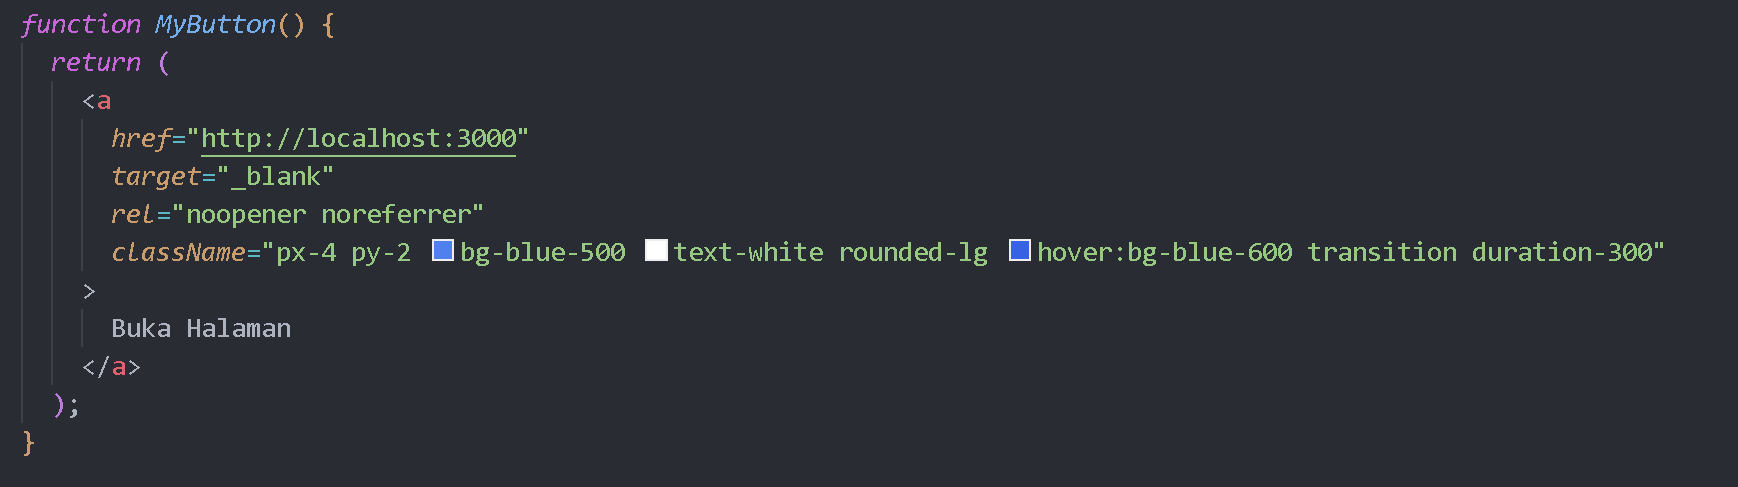 function MyButton() {
return (
<a
href="http://localhost:3000"
target="_blank"
rel="noopener noreferrer"
className="px-4 py-2 bg-blue-500 text-white rounded-lg hover:bg-blue-600 transition duration-300"
>
Buka Halaman
</a>
);
}